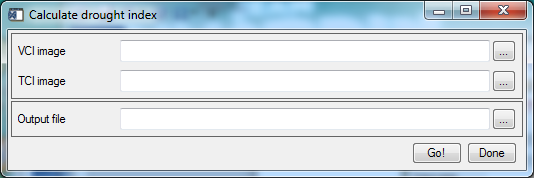 Calculate drought index
VCI image ...
TCI image ...
Output file ...
Go! Done